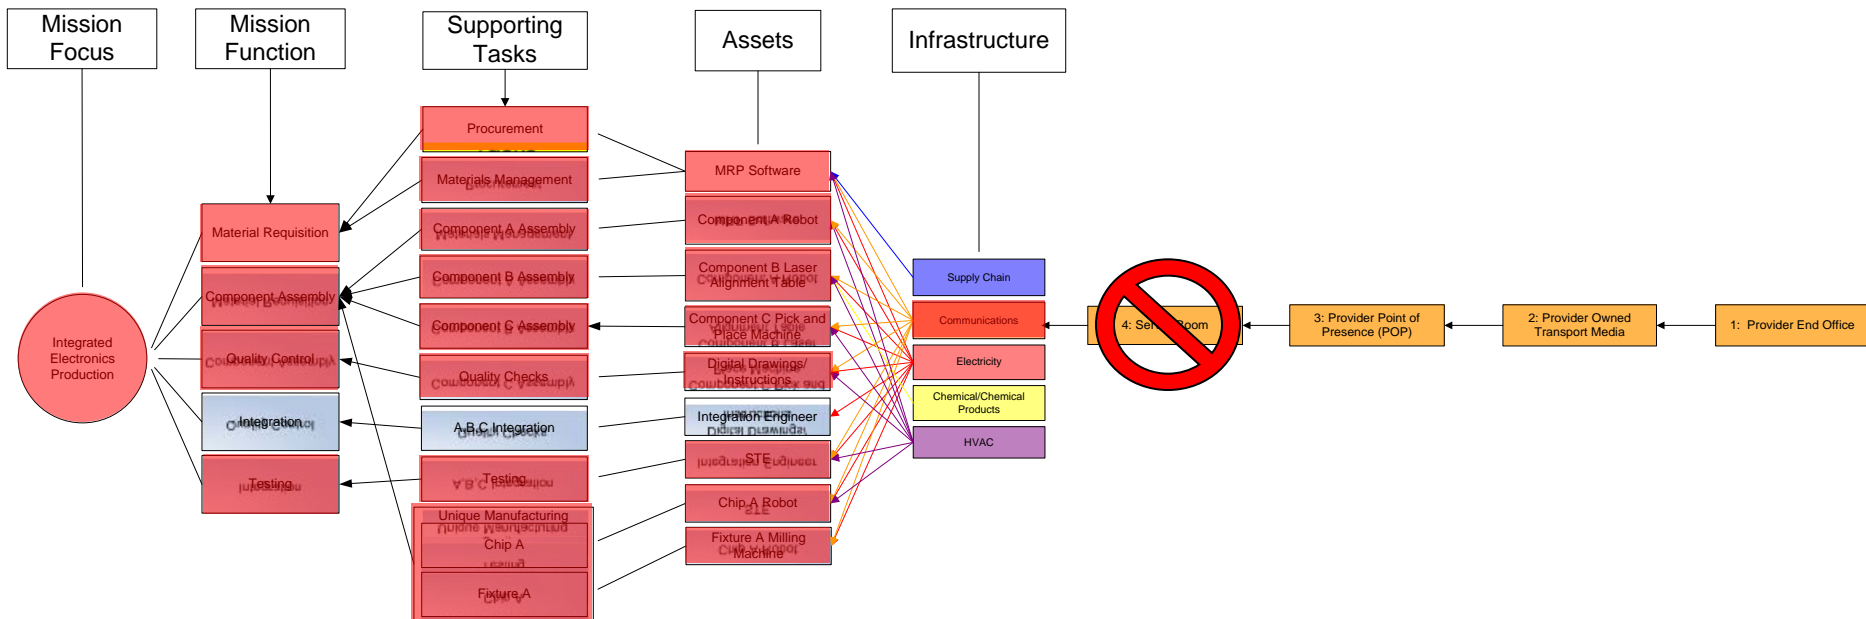 Mission
Focus
Mission
Function
Supporting
Tasks
Assets
Infrastructure
Integrated
Electronics
Production
Material Requisition
Component Assembly
Quality Control
Integration
Testing
Procurement
Materials Management
Component A Assembly
Component B Assembly
Component C Assembly
Quality Checks
A,B,C Integration
Testing
Unique Manufacturing
Chip A
Fixture A
MRP Software
Component A Robot
Component B Laser
Alignment Table
Component C Pick and
Place Machine
Digital Drawings/
Instructions
Integration Engineer
STE
Chip A Robot
Fixture A Milling
Machine
Supply Chain
Communications
Electricity
Chemical/Chemical
Products
HVAC
4: Server Room
3: Provider Point of
Presence (POP)
2: Provider Owned
Transport Media
1: Provider End Office